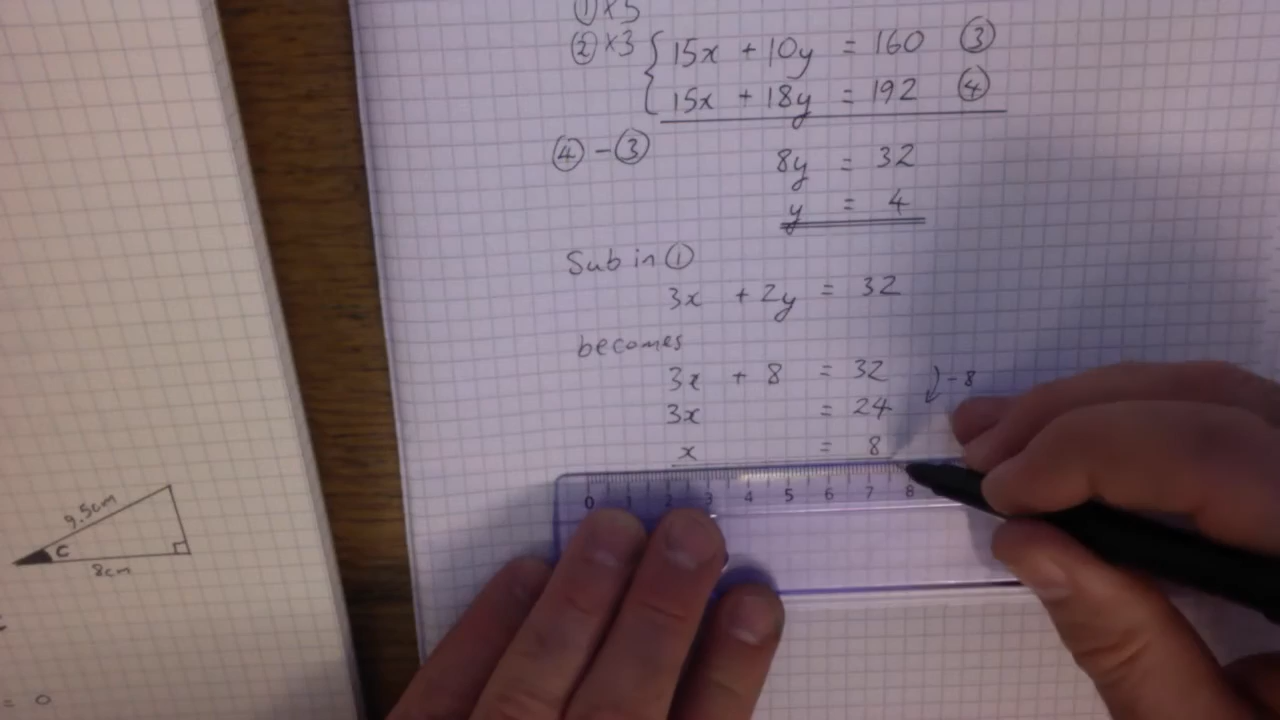 ① ×5
② ×3 { 15x + 10y = 160 ③
15x + 18y = 192 ④
④ - ③ 8y = 32
y = 4
Sub in ①
3x + 2y = 32
becomes
3x + 8 = 32 -8
3x = 24
x = 8
0 1 2 3 4 5 6 7 8
9.5cm
C
8cm
= 0